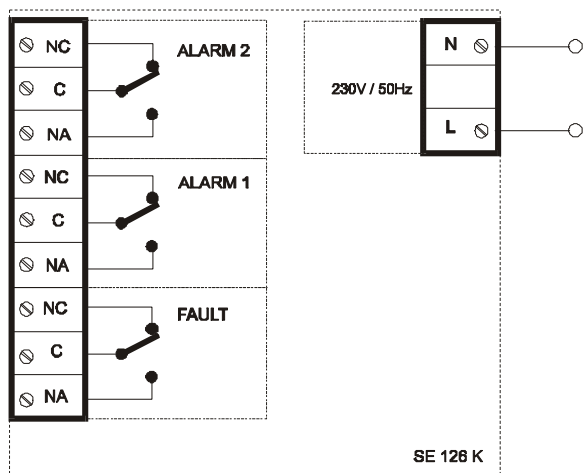 NC
ALARM 2
C
NA
NC
ALARM 1
C
NA
NC
FAULT
C
NA
230V / 50Hz
N
L
SE 126 K